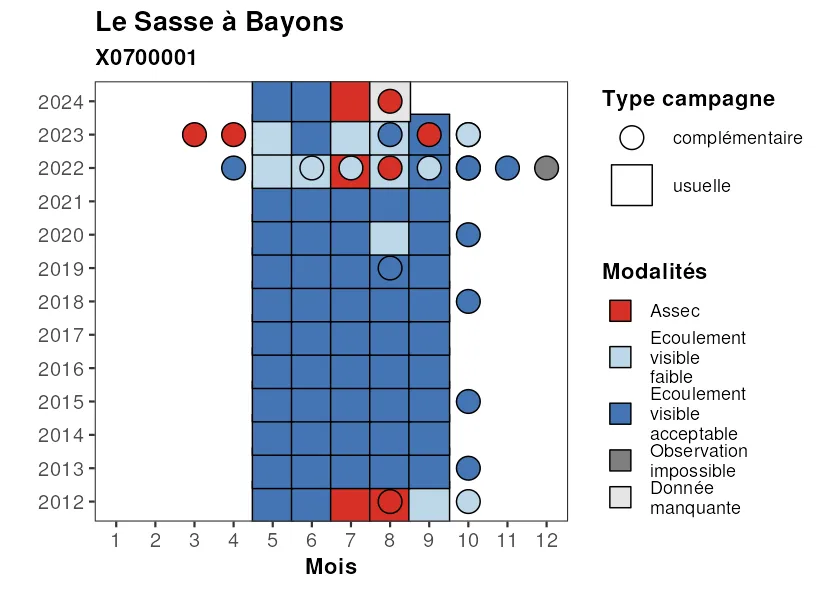 Le Sasse à Bayons
X0700001
2024
2023
2022
2021
2020
2019
2018
2017
2016
2015
2014
2013
2012
1 2 3 4 5 6 7 8 9 10 11 12
Mois
Type campagne
complémentaire
usuelle
Modalités
Assec
Ecoulement
visible
faible
Ecoulement
visible
acceptable
Observation
impossible
Donnée
manquante